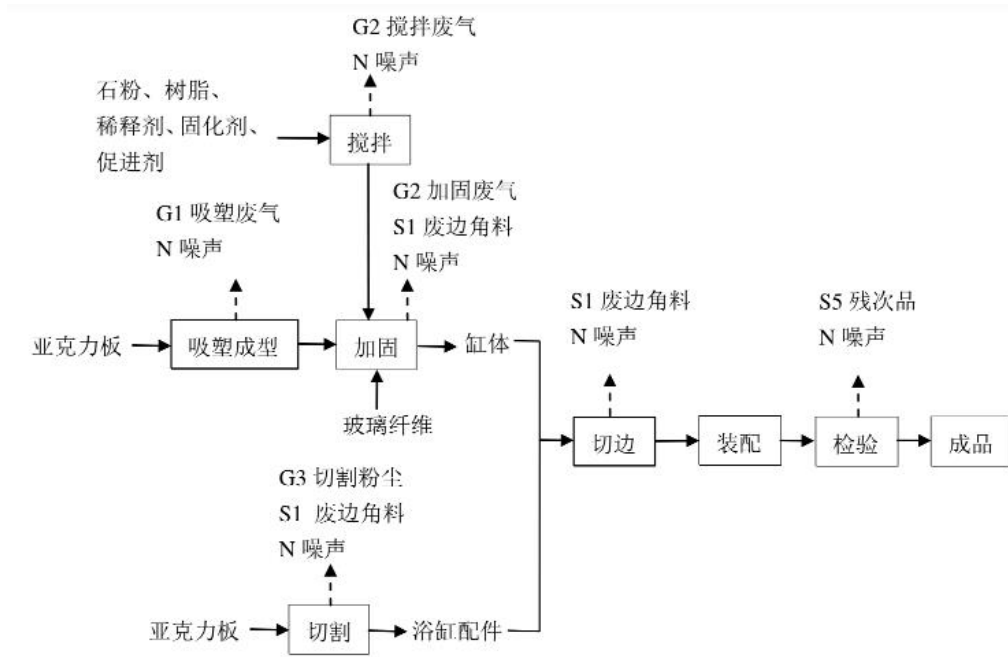 G2 搅拌废气
N 噪声
石粉、树脂、
稀释剂、固化剂、
促进剂
搅拌
G2 加固废气
S1 废边角料
N 噪声
G1 吸塑废气
N 噪声
亚克力板
吸塑成型
加固
缸体
玻璃纤维
S1 废边角料
N 噪声
S5 残次品
N 噪声
切边
装配
检验
成品
G3 切割粉尘
S1 废边角料
N 噪声
亚克力板
切割
浴缸配件